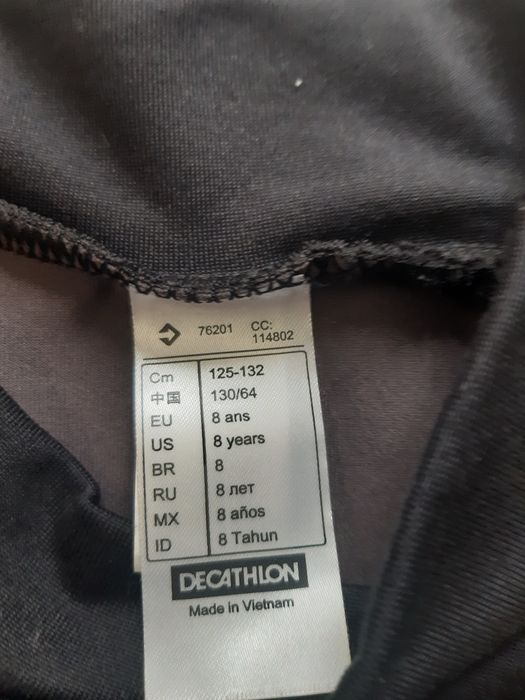 76201 CC: 114802
Cm 125-132
中国 130/64
EU 8 ans
US 8 years
BR 8
RU 8 лет
MX 8 años
ID 8 Tahun
DECATHLON
Made in Vietnam